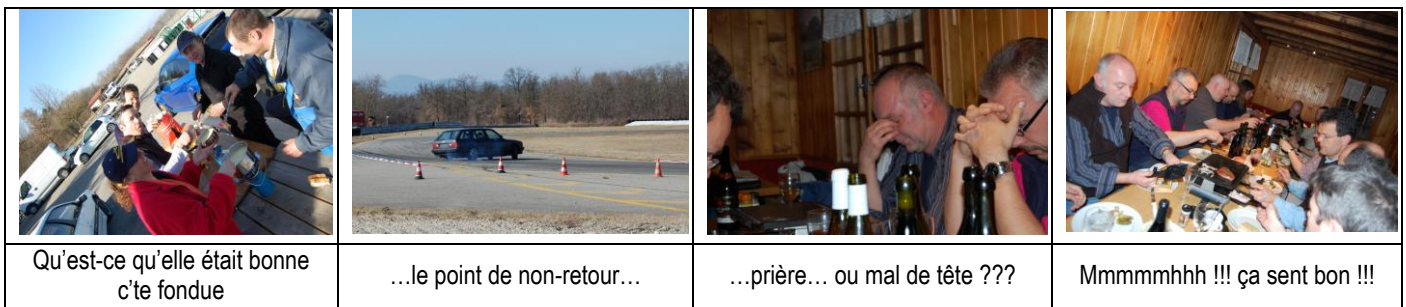 Qu’est-ce qu’elle était bonne
c’te fondue
…le point de non-retour…
…prière… ou mal de tête ???
Mmmmmhhh !!! ça sent bon !!!